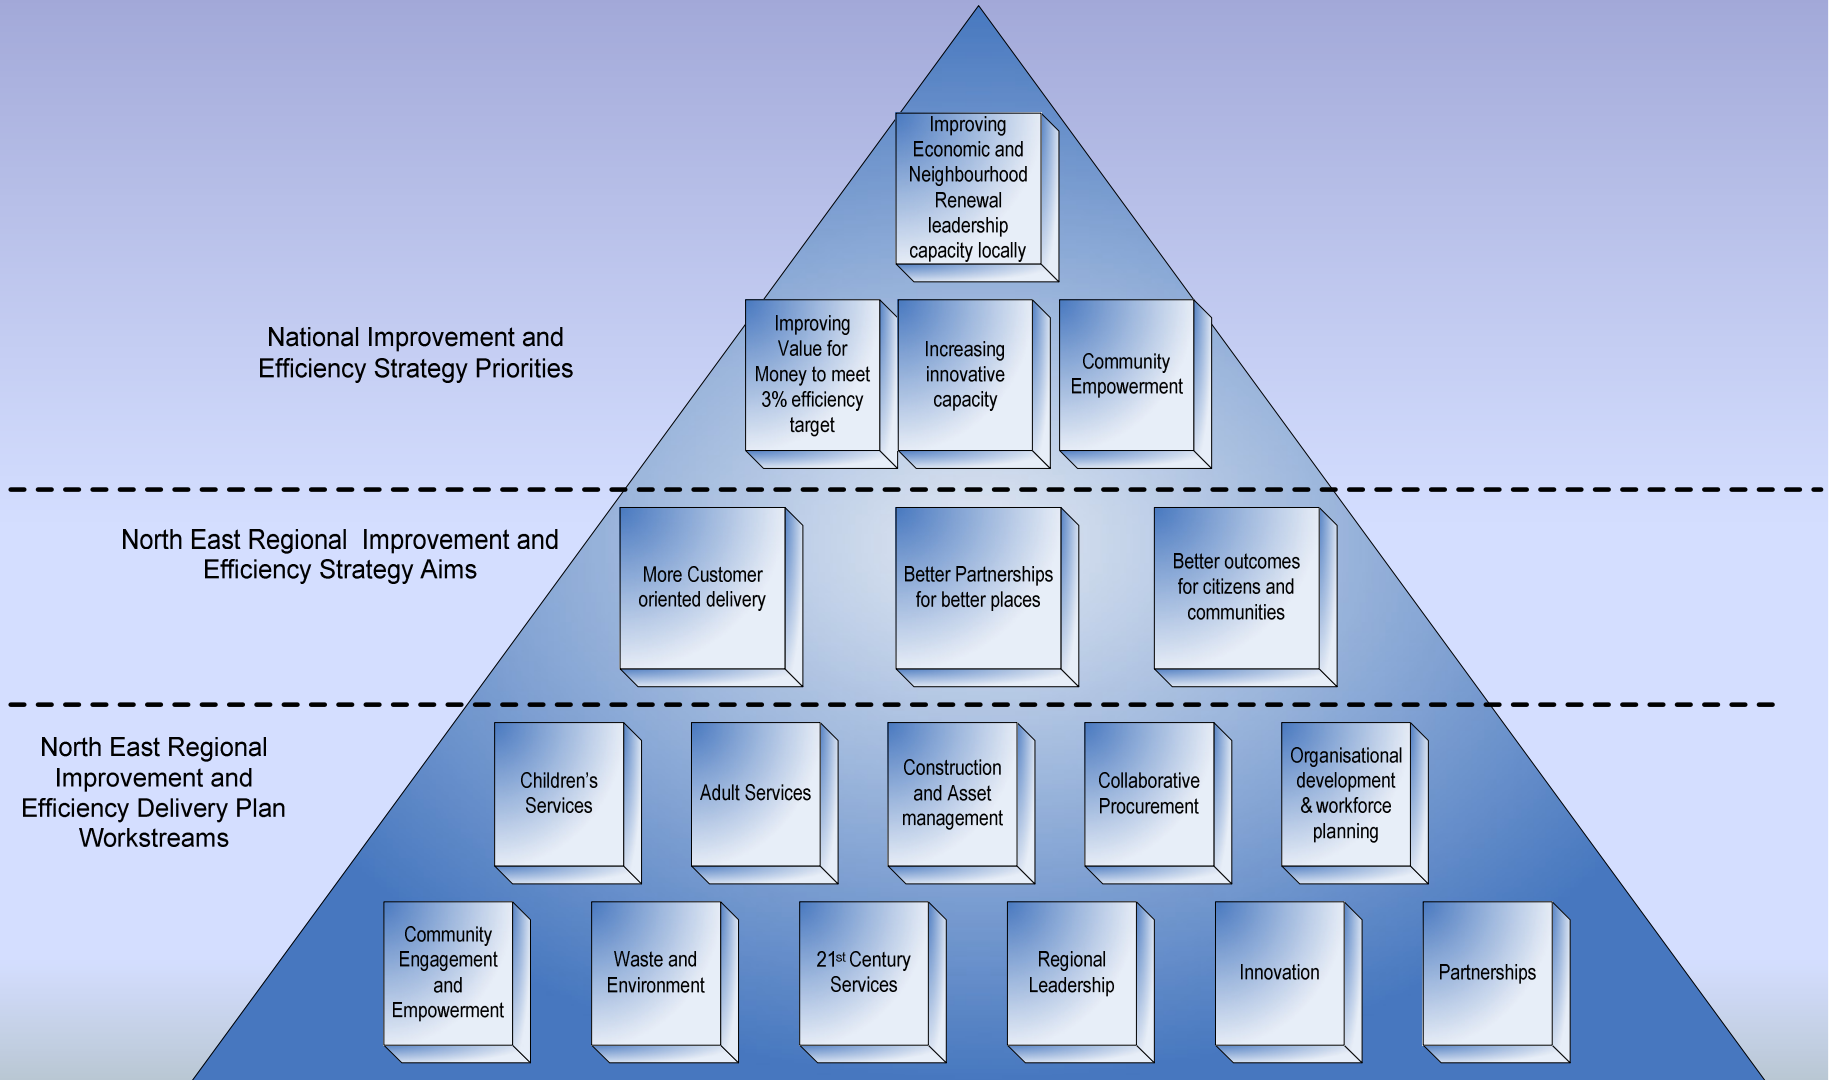 Improving
Economic and
Neighbourhood
Renewal
leadership
capacity locally
National Improvement and
Efficiency Strategy Priorities
Improving
Value for
Money to meet
3% efficiency
target
Increasing
innovative
capacity
Community
Empowerment
North East Regional  Improvement and
Efficiency Strategy Aims
More Customer
oriented delivery
Better Partnerships
for better places
Better outcomes
for citizens and
communities
North East Regional
Improvement and
Efficiency Delivery Plan
Workstreams
Children’s
Services
Adult Services
Construction
and Asset
management
Collaborative
Procurement
Organisational
development
& workforce
planning
Community
Engagement
and
Empowerment
Waste and
Environment
21st Century
Services
Regional
Leadership
Innovation
Partnerships